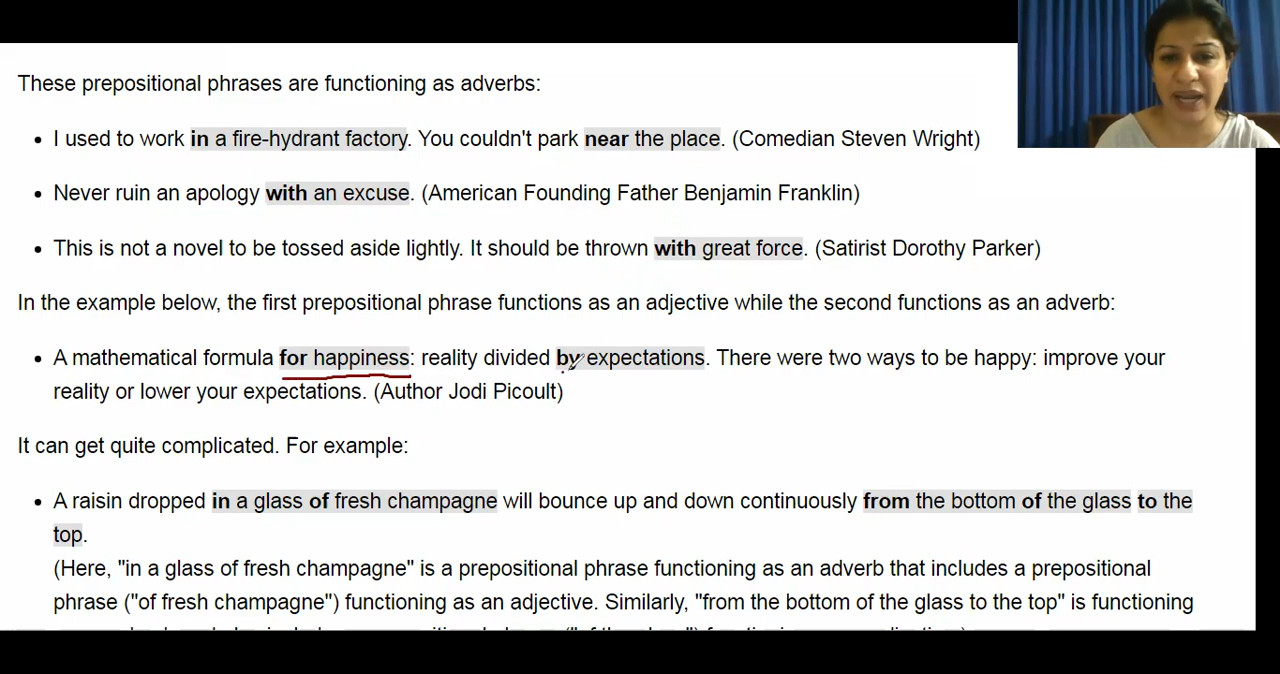 These prepositional phrases are functioning as adverbs:
• I used to work in a fire-hydrant factory. You couldn't park near the place. (Comedian Steven Wright)
• Never ruin an apology with an excuse. (American Founding Father Benjamin Franklin)
• This is not a novel to be tossed aside lightly. It should be thrown with great force. (Satirist Dorothy Parker)
In the example below, the first prepositional phrase functions as an adjective while the second functions as an adverb:
• A mathematical formula for happiness: reality divided by expectations. There were two ways to be happy: improve your
reality or lower your expectations. (Author Jodi Picoult)
It can get quite complicated. For example:
• A raisin dropped in a glass of fresh champagne will bounce up and down continuously from the bottom of the glass to the
top.
(Here, "in a glass of fresh champagne" is a prepositional phrase functioning as an adverb that includes a prepositional
phrase ("of fresh champagne") functioning as an adjective. Similarly, "from the bottom of the glass to the top" is functioning